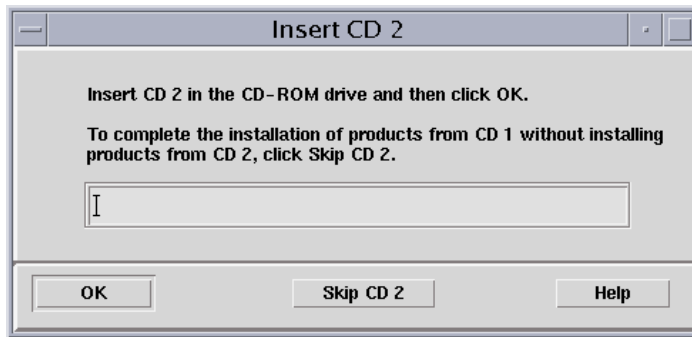 Insert CD 2
Insert CD 2 in the CD-ROM drive and then click OK.
To complete the installation of products from CD 1 without installing
products from CD 2, click Skip CD 2.
OK
Skip CD 2
Help